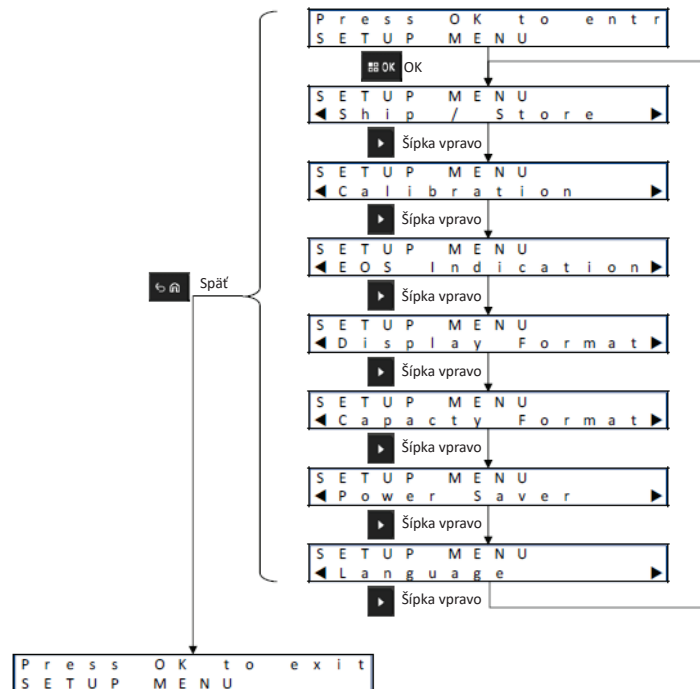 Press OK to entr
SETUP MENU
OK OK
SETUP MENU
◀Ship / Store ▶
Šípka vpravo
SETUP MENU
◀Calibration ▶
Šípka vpravo
SETUP MENU
◀EOS Indication▶
Šípka vpravo
Späť
SETUP MENU
◀Display Format▶
Šípka vpravo
SETUP MENU
◀Capacty Format▶
Šípka vpravo
SETUP MENU
◀Power Saver ▶
Šípka vpravo
SETUP MENU
◀Language ▶
Šípka vpravo
Press OK to exit
SETUP MENU